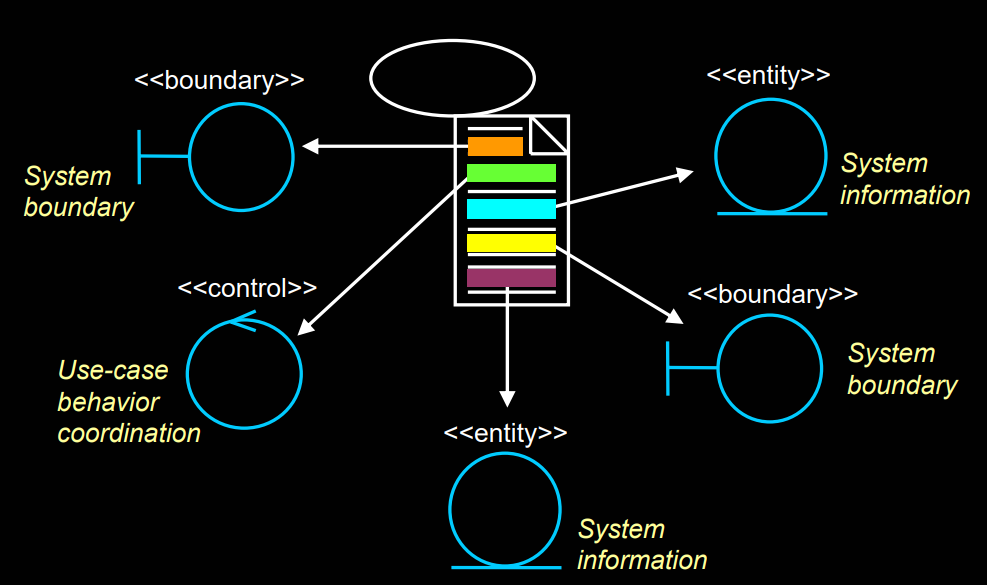 <<boundary>>
System
boundary
<<entity>>
System
information
<<control>>
Use-case
behavior
coordination
<<boundary>>
System
boundary
<<entity>>
System
information